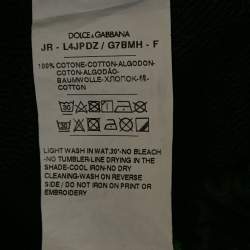 DOLCE & GABBANA
JR - L4JPDZ / G7BMH - F
100% COTONE-COTTON-ALGODON-
COTON-ALGODÃO-
BAUMWOLLE-ХЛОПОК-棉-
COTTON
LIGHT WASH IN WAT.30°-NO BLEACH
-NO TUMBLER-LINE DRYING IN THE
SHADE-COOL IRON-NO DRY
CLEANING-WASH ON REVERSE
SIDE / DO NOT IRON ON PRINT OR
EMBROIDERY